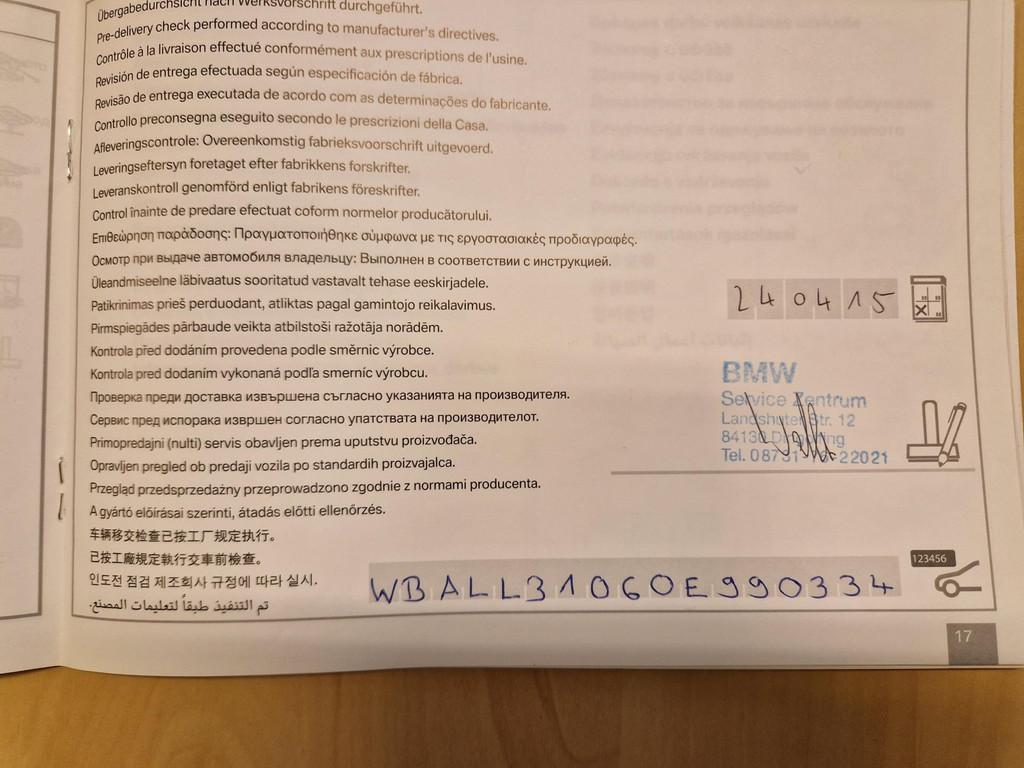 Übergabedurchsicht nach Werksvorschrift durchgeführt.
Pre-delivery check performed according to manufacturer's directives.
Contrôle à la livraison effectué conformément aux prescriptions de l'usine.
Revisión de entrega efectuada según especificación de fábrica.
Revisão de entrega executada de acordo com as determinações do fabricante.
Controllo preconsegna eseguito secondo le prescrizioni della Casa.
Afleveringscontrole: Overeenkomstig fabrieksvoorschrift uitgevoerd.
Leveringseftersyn foretaget efter fabrikkens forskrifter.
Leveranskontroll genomförd enligt fabrikens föreskrifter.
Control înainte de predare efectuat coform normelor producătorului.
Επιθεώρηση παράδοσης: Πραγματοποιήθηκε σύμφωνα με τις εργοστασιακές προδιαγραφές.
Осмотр при выдаче автомобиля владельцу: Выполнен в соответствии с инструкцией.
Üleandmiseelne läbivaatus sooritatud vastavalt tehase eeskirjadele.
Patikrinimas prieš perduodant, atliktas pagal gamintojo reikalavimus.
Pirmspiegādes pārbaude veikta atbilstoši ražotāja norādēm.
Kontrola před dodáním provedena podle směrnic výrobce.
Kontrola pred dodaním vykonaná podľa smerníc výrobcu.
Проверка преди доставка извършена съгласно указанията на производителя.
Сервис пред испорака извршен согласно упатствата на производителот.
Primopredajni (nulti) servis obavljen prema uputstvu proizvođača.
Opravljen pregled ob predaji vozila po standardih proizvajalca.
Przegląd przedsprzedażny przeprowadzono zgodnie z normami producenta.
A gyártó előírásai szerinti, átadás előtti ellenőrzés.
车辆移交检查已按工厂规定执行。
已按工廠規定執行交車前檢查。
인도전 점검 제조회사 규정에 따라 실시.
تم التنفيذ طبقاً لتعليمات المصنع.
240415
BMW
Service Zentrum
Landshuter Str. 12
84130 Dingolfing
Tel. 08731 22021
123456
WBALL31060E990334
17